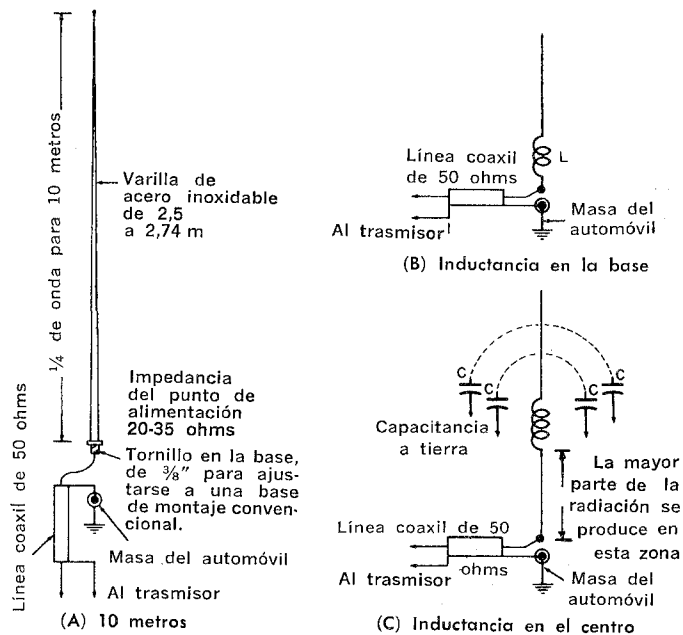 ¼ de onda para 10 metros
Varilla de
acero inoxidable
de 2,5
a 2,74 m
Impedancia
del punto de
alimentación
20-35 ohms
Tornillo en la base,
de ⅜" para ajus-
tarse a una base
de montaje conven-
cional.
Línea coaxil de 50 ohms
Masa del automóvil
Al trasmisor
(A) 10 metros
L
Línea coaxil
de 50 ohms
Masa del
automóvil
Al trasmisor
(B) Inductancia en la base
C
C
C
C
Capacitancia
a tierra
La mayor
parte de la
radiación se
produce en
esta zona
Línea coaxil de 50
ohms
Al trasmisor
Masa del
automóvil
(C) Inductancia en el centro